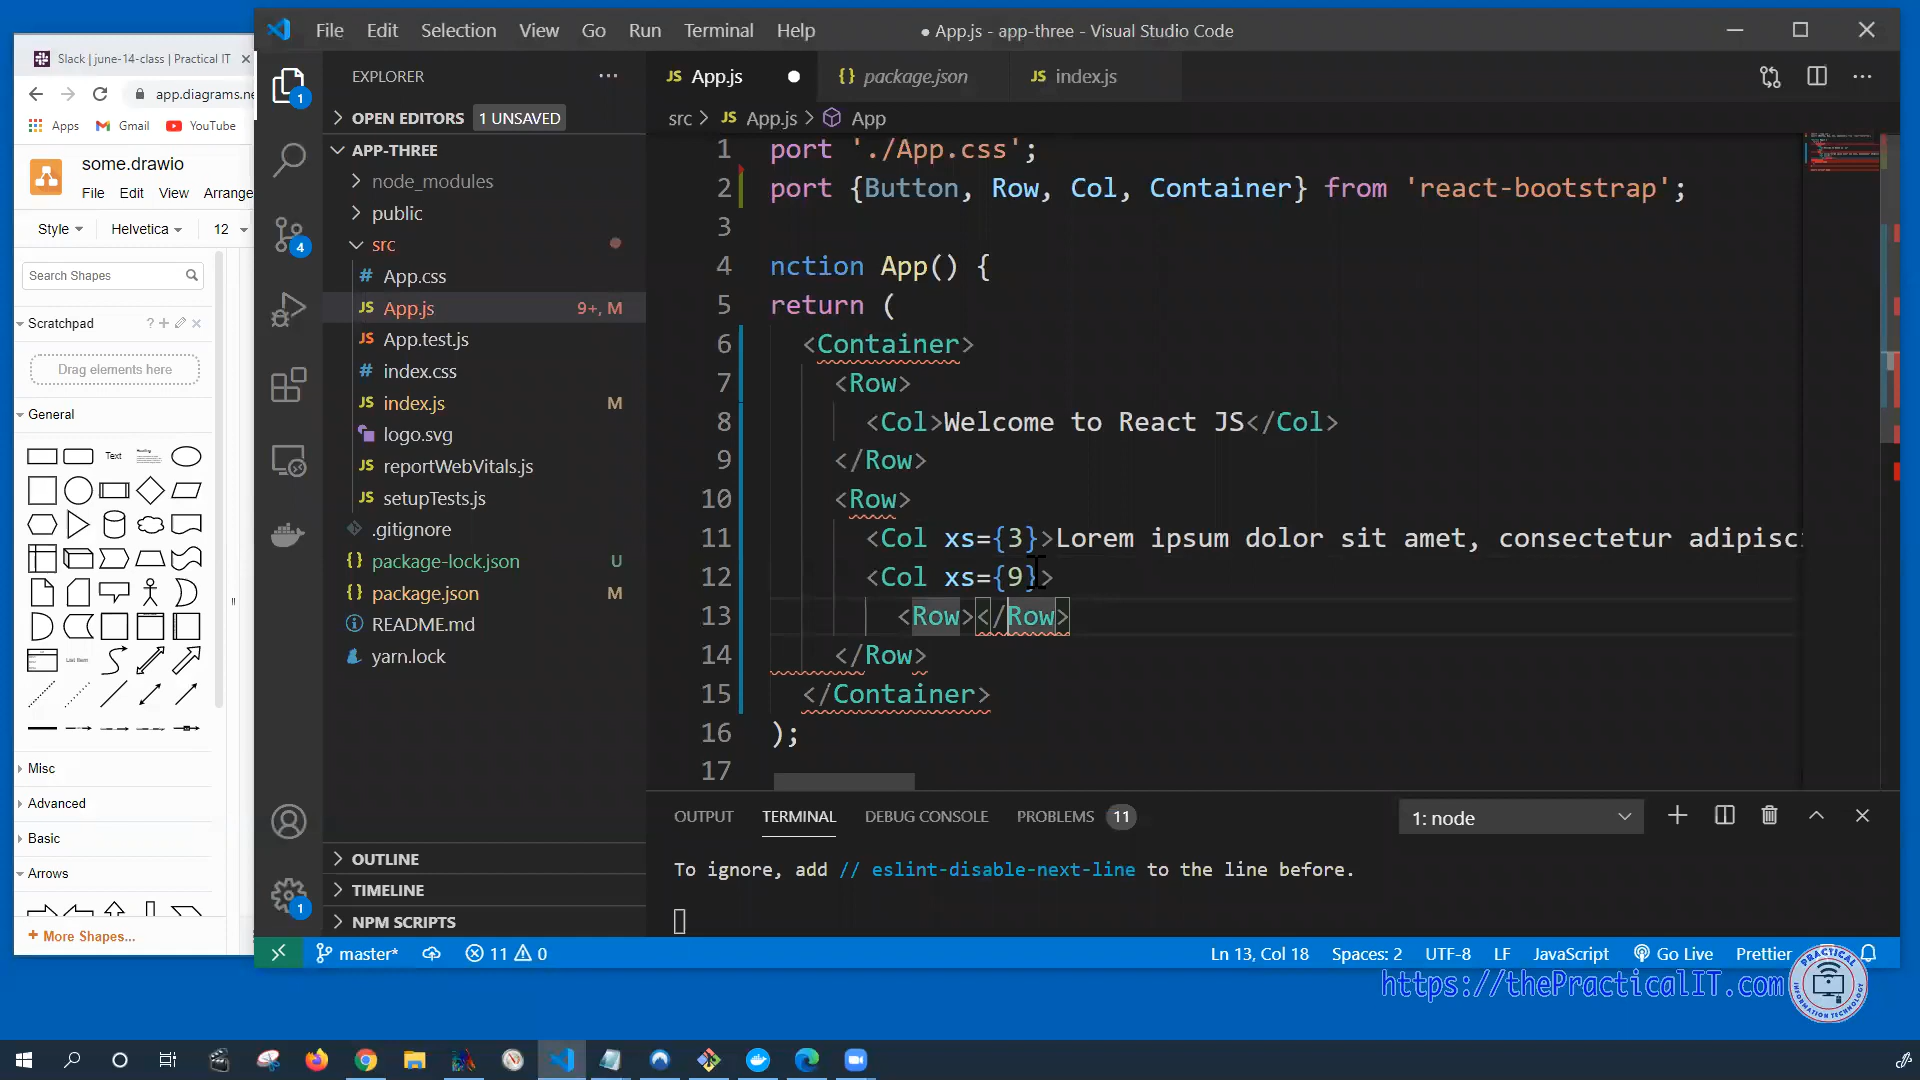 Slack | june-14-class | Practical IT
app.diagrams.ne
Apps Gmail YouTube
some.drawio
File Edit View Arrange
Style Helvetica 12
Search Shapes
Scratchpad ?
Drag elements here
General
Text
Heading
List Item
Misc
Advanced
Basic
Arrows
+ More Shapes...
File Edit Selection View Go Run Terminal Help
● App.js - app-three - Visual Studio Code
EXPLORER
OPEN EDITORS 1 UNSAVED
APP-THREE
node_modules
public
src
# App.css
JS App.js 9+, M
JS App.test.js
# index.css
JS index.js M
logo.svg
JS reportWebVitals.js
JS setupTests.js
.gitignore
{} package-lock.json U
{} package.json M
README.md
yarn.lock
OUTLINE
TIMELINE
NPM SCRIPTS
1
4
1
JS App.js ● {} package.json JS index.js
src > JS App.js > App
1 port './App.css';
2 port {Button, Row, Col, Container} from 'react-bootstrap';
3
4 nction App() {
5 return (
6 <Container>
7 <Row>
8 <Col>Welcome to React JS</Col>
9 </Row>
10 <Row>
11 <Col xs={3}>Lorem ipsum dolor sit amet, consectetur adipisc
12 <Col xs={9}>
13 <Row></Row>
14 </Row>
15 </Container>
16 );
17
OUTPUT TERMINAL DEBUG CONSOLE PROBLEMS 11 1: node
To ignore, add // eslint-disable-next-line to the line before.
master* 11 0 Ln 13, Col 18 Spaces: 2 UTF-8 LF JavaScript Go Live Prettier
https://thePracticalIT.com
PRACTICAL
INFORMATION TECHNOLOGY